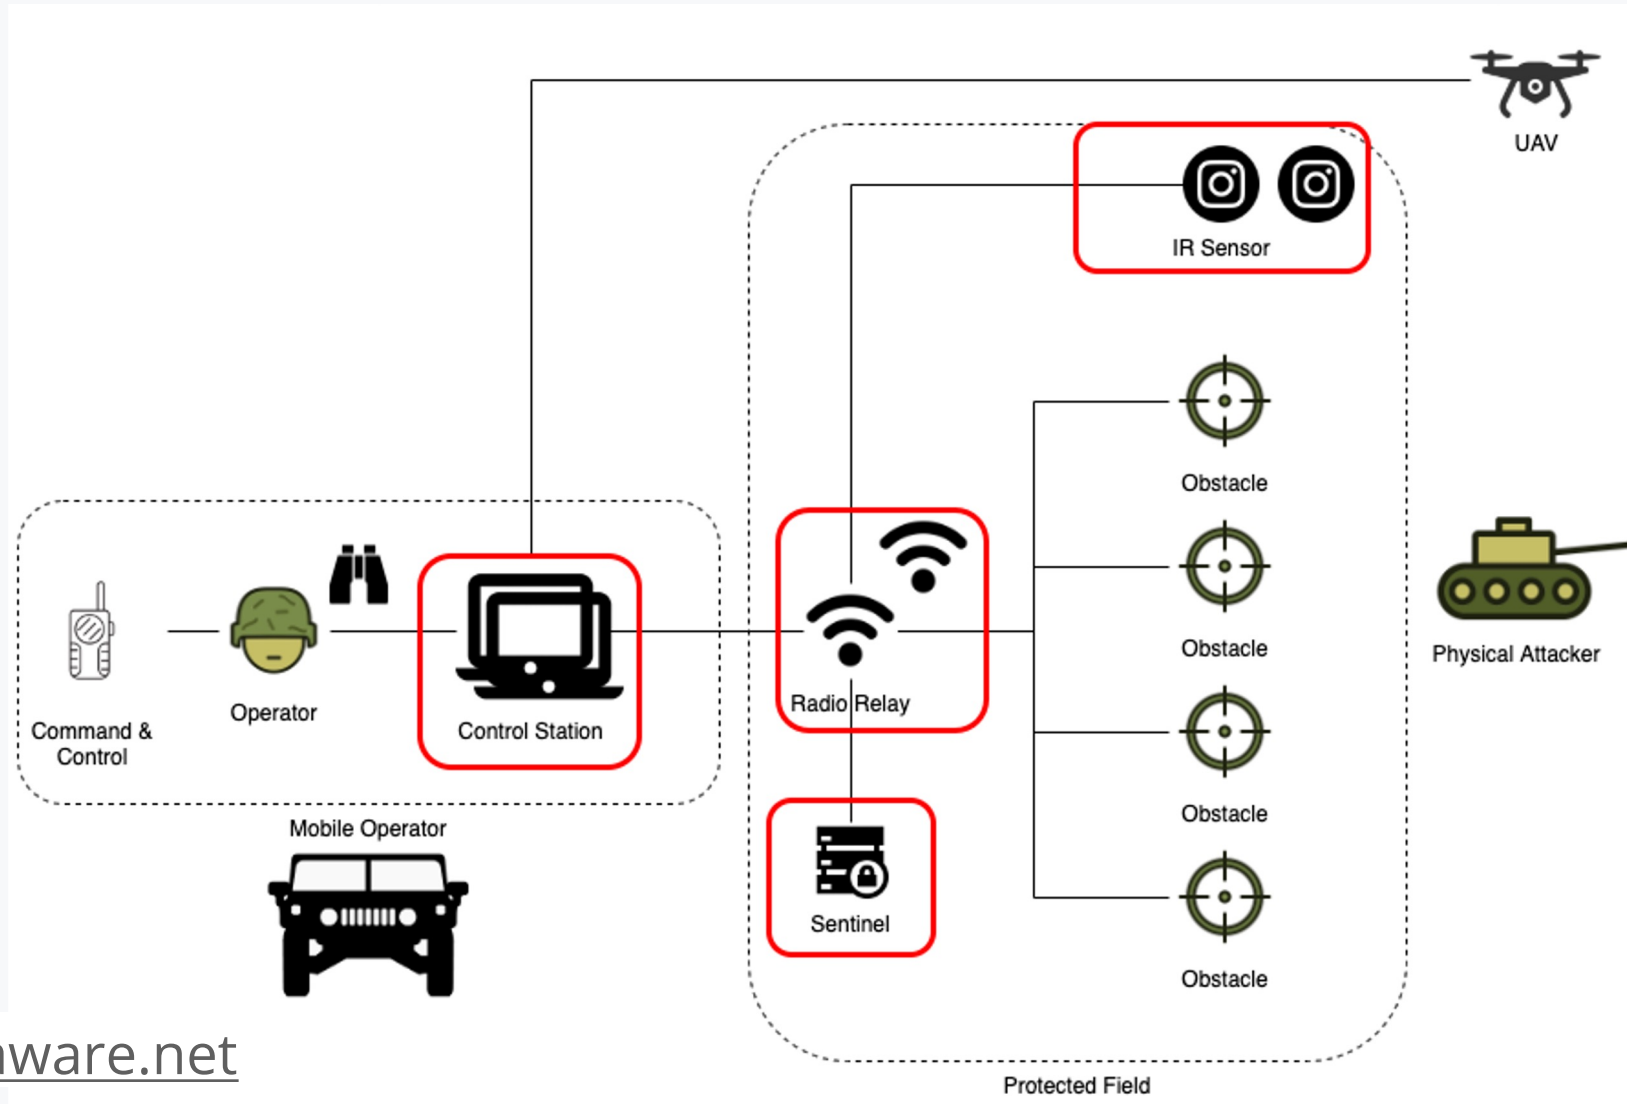 UAV
IR Sensor
Obstacle
Obstacle
Physical Attacker
Radio Relay
Operator
Control Station
Command &
Control
Obstacle
Mobile Operator
Sentinel
Obstacle
ware.net
Protected Field